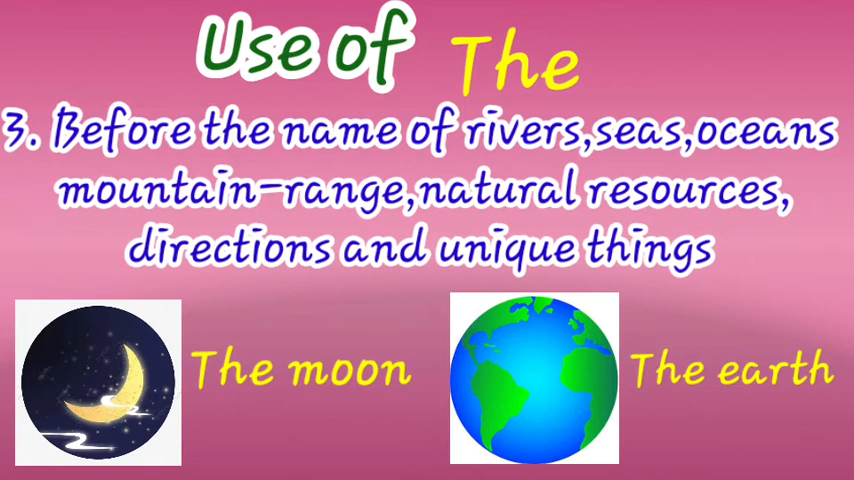 Use of The
3. Before the name of rivers,seas,oceans
mountain-range,natural resources,
directions and unique things
The moon
The earth